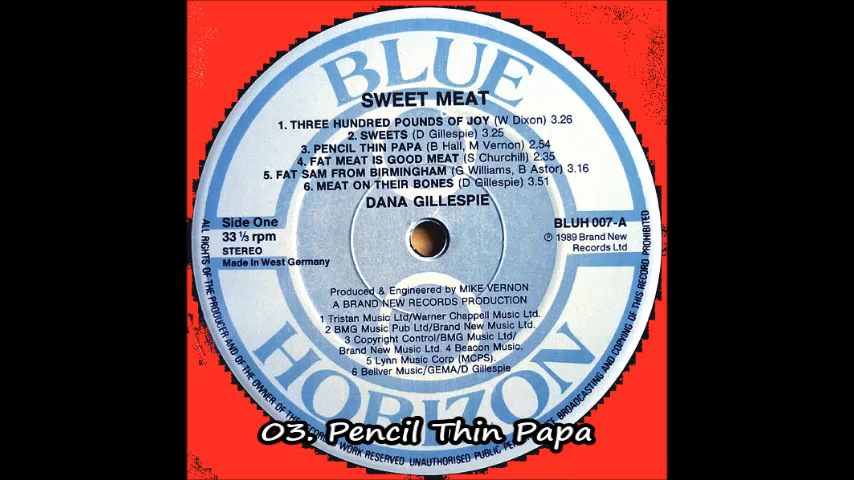 BLUE
SWEET MEAT
1. THREE HUNDRED POUNDS OF JOY (W Dixon) 3.26
2. SWEETS (D Gillespie) 3.25
3. PENCIL THIN PAPA (B Hall, M Vernon) 2.54
4. FAT MEAT IS GOOD MEAT (S Churchill) 2.35
5. FAT SAM FROM BIRMINGHAM (G Williams, B Astor) 3.16
6. MEAT ON THEIR BONES (D Gillespie) 3.51
DANA GILLESPIE
Side One
33 ⅓ rpm
STEREO
Made in West Germany
BLUH 007-A
℗ 1989 Brand New
Records Ltd
Produced & Engineered by MIKE VERNON
A BRAND NEW RECORDS PRODUCTION
1 Tristan Music Ltd/Warner Chappell Music Ltd.
2 BMG Music Pub Ltd/Brand New Music Ltd.
3 Copyright Control/BMG Music Ltd/
Brand New Music Ltd. 4 Beacon Music.
5 Lynn Music Corp (MCPS).
6 Bellver Music/GEMA/D Gillespie
HORIZON
ALL RIGHTS OF THE PRODUCER AND OF THE OWNER OF THE RECORDED WORK RESERVED UNAUTHORISED PUBLIC PERFORMANCE BROADCASTING AND COPYING OF THIS RECORD PROHIBITED
03. Pencil Thin Papa